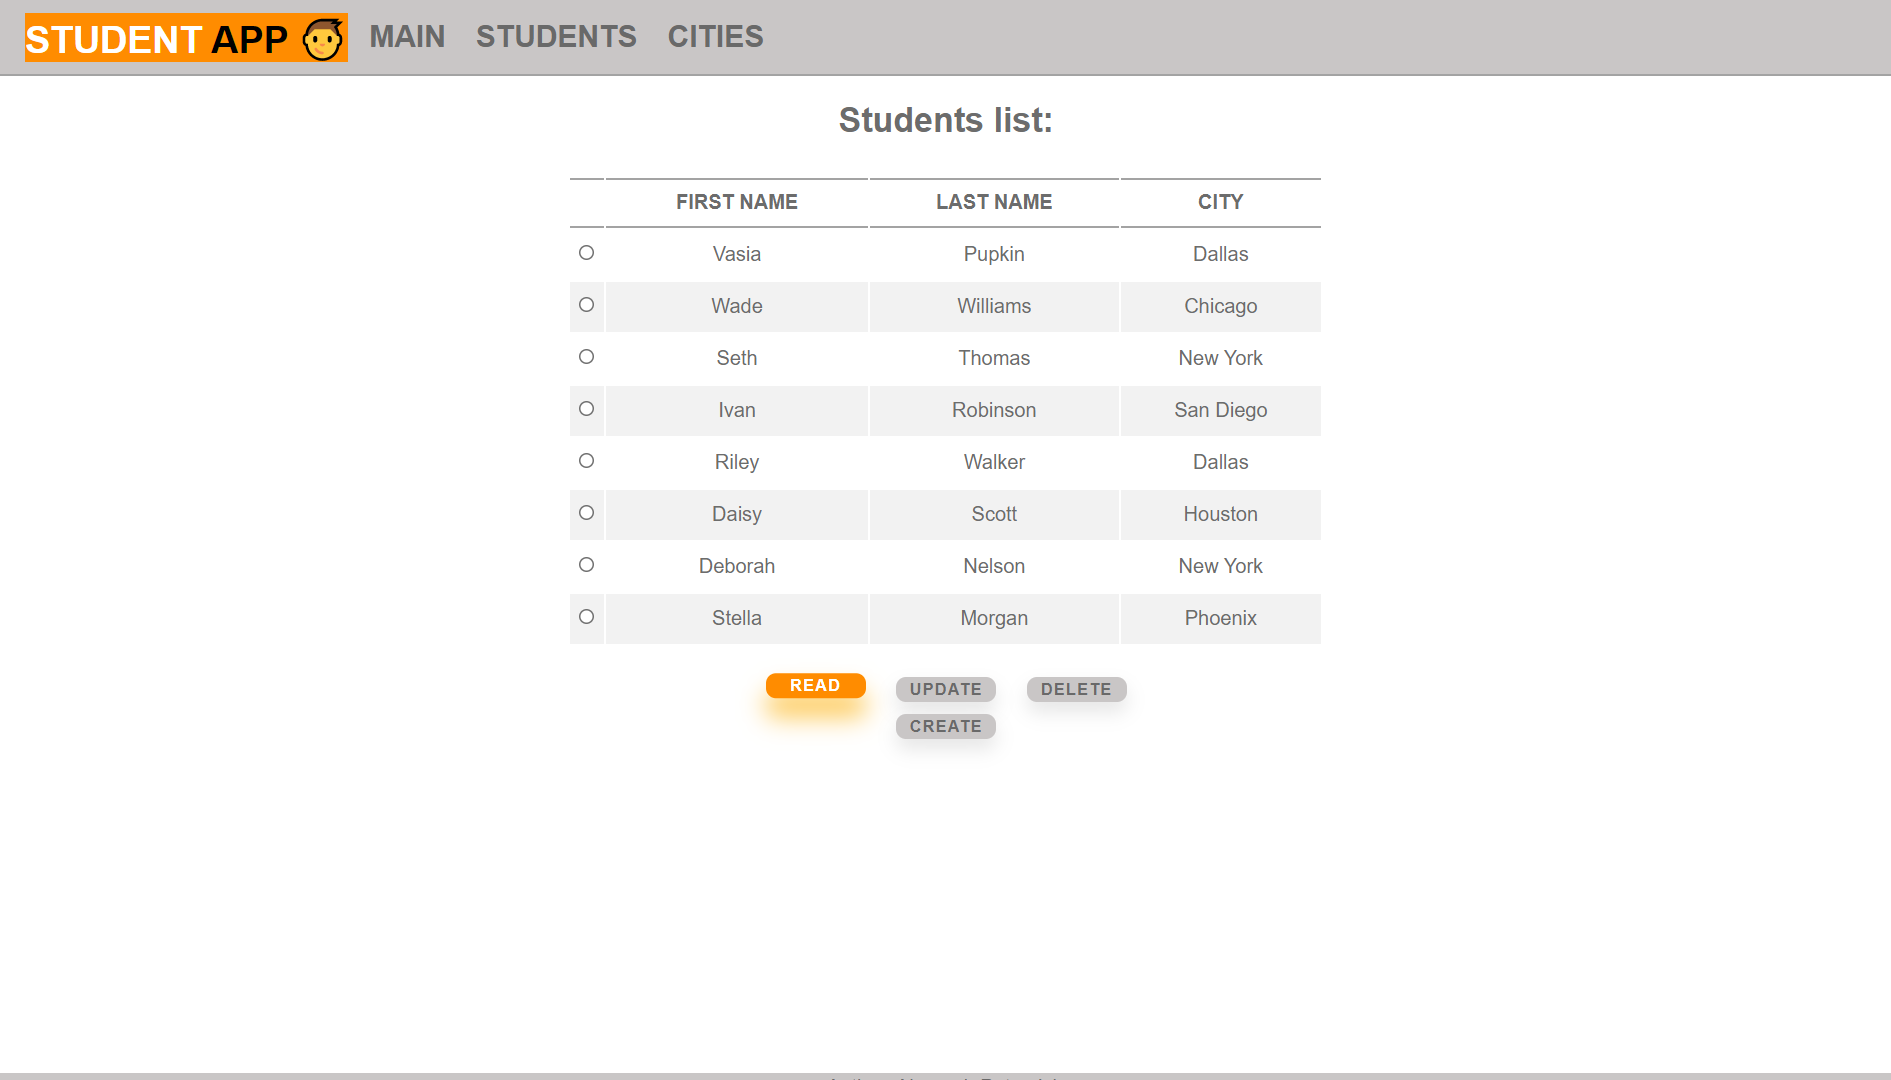 STUDENT APP MAIN STUDENTS CITIES
Students list:
FIRST NAME LAST NAME CITY
Vasia Pupkin Dallas
Wade Williams Chicago
Seth Thomas New York
Ivan Robinson San Diego
Riley Walker Dallas
Daisy Scott Houston
Deborah Nelson New York
Stella Morgan Phoenix
READ UPDATE DELETE
CREATE